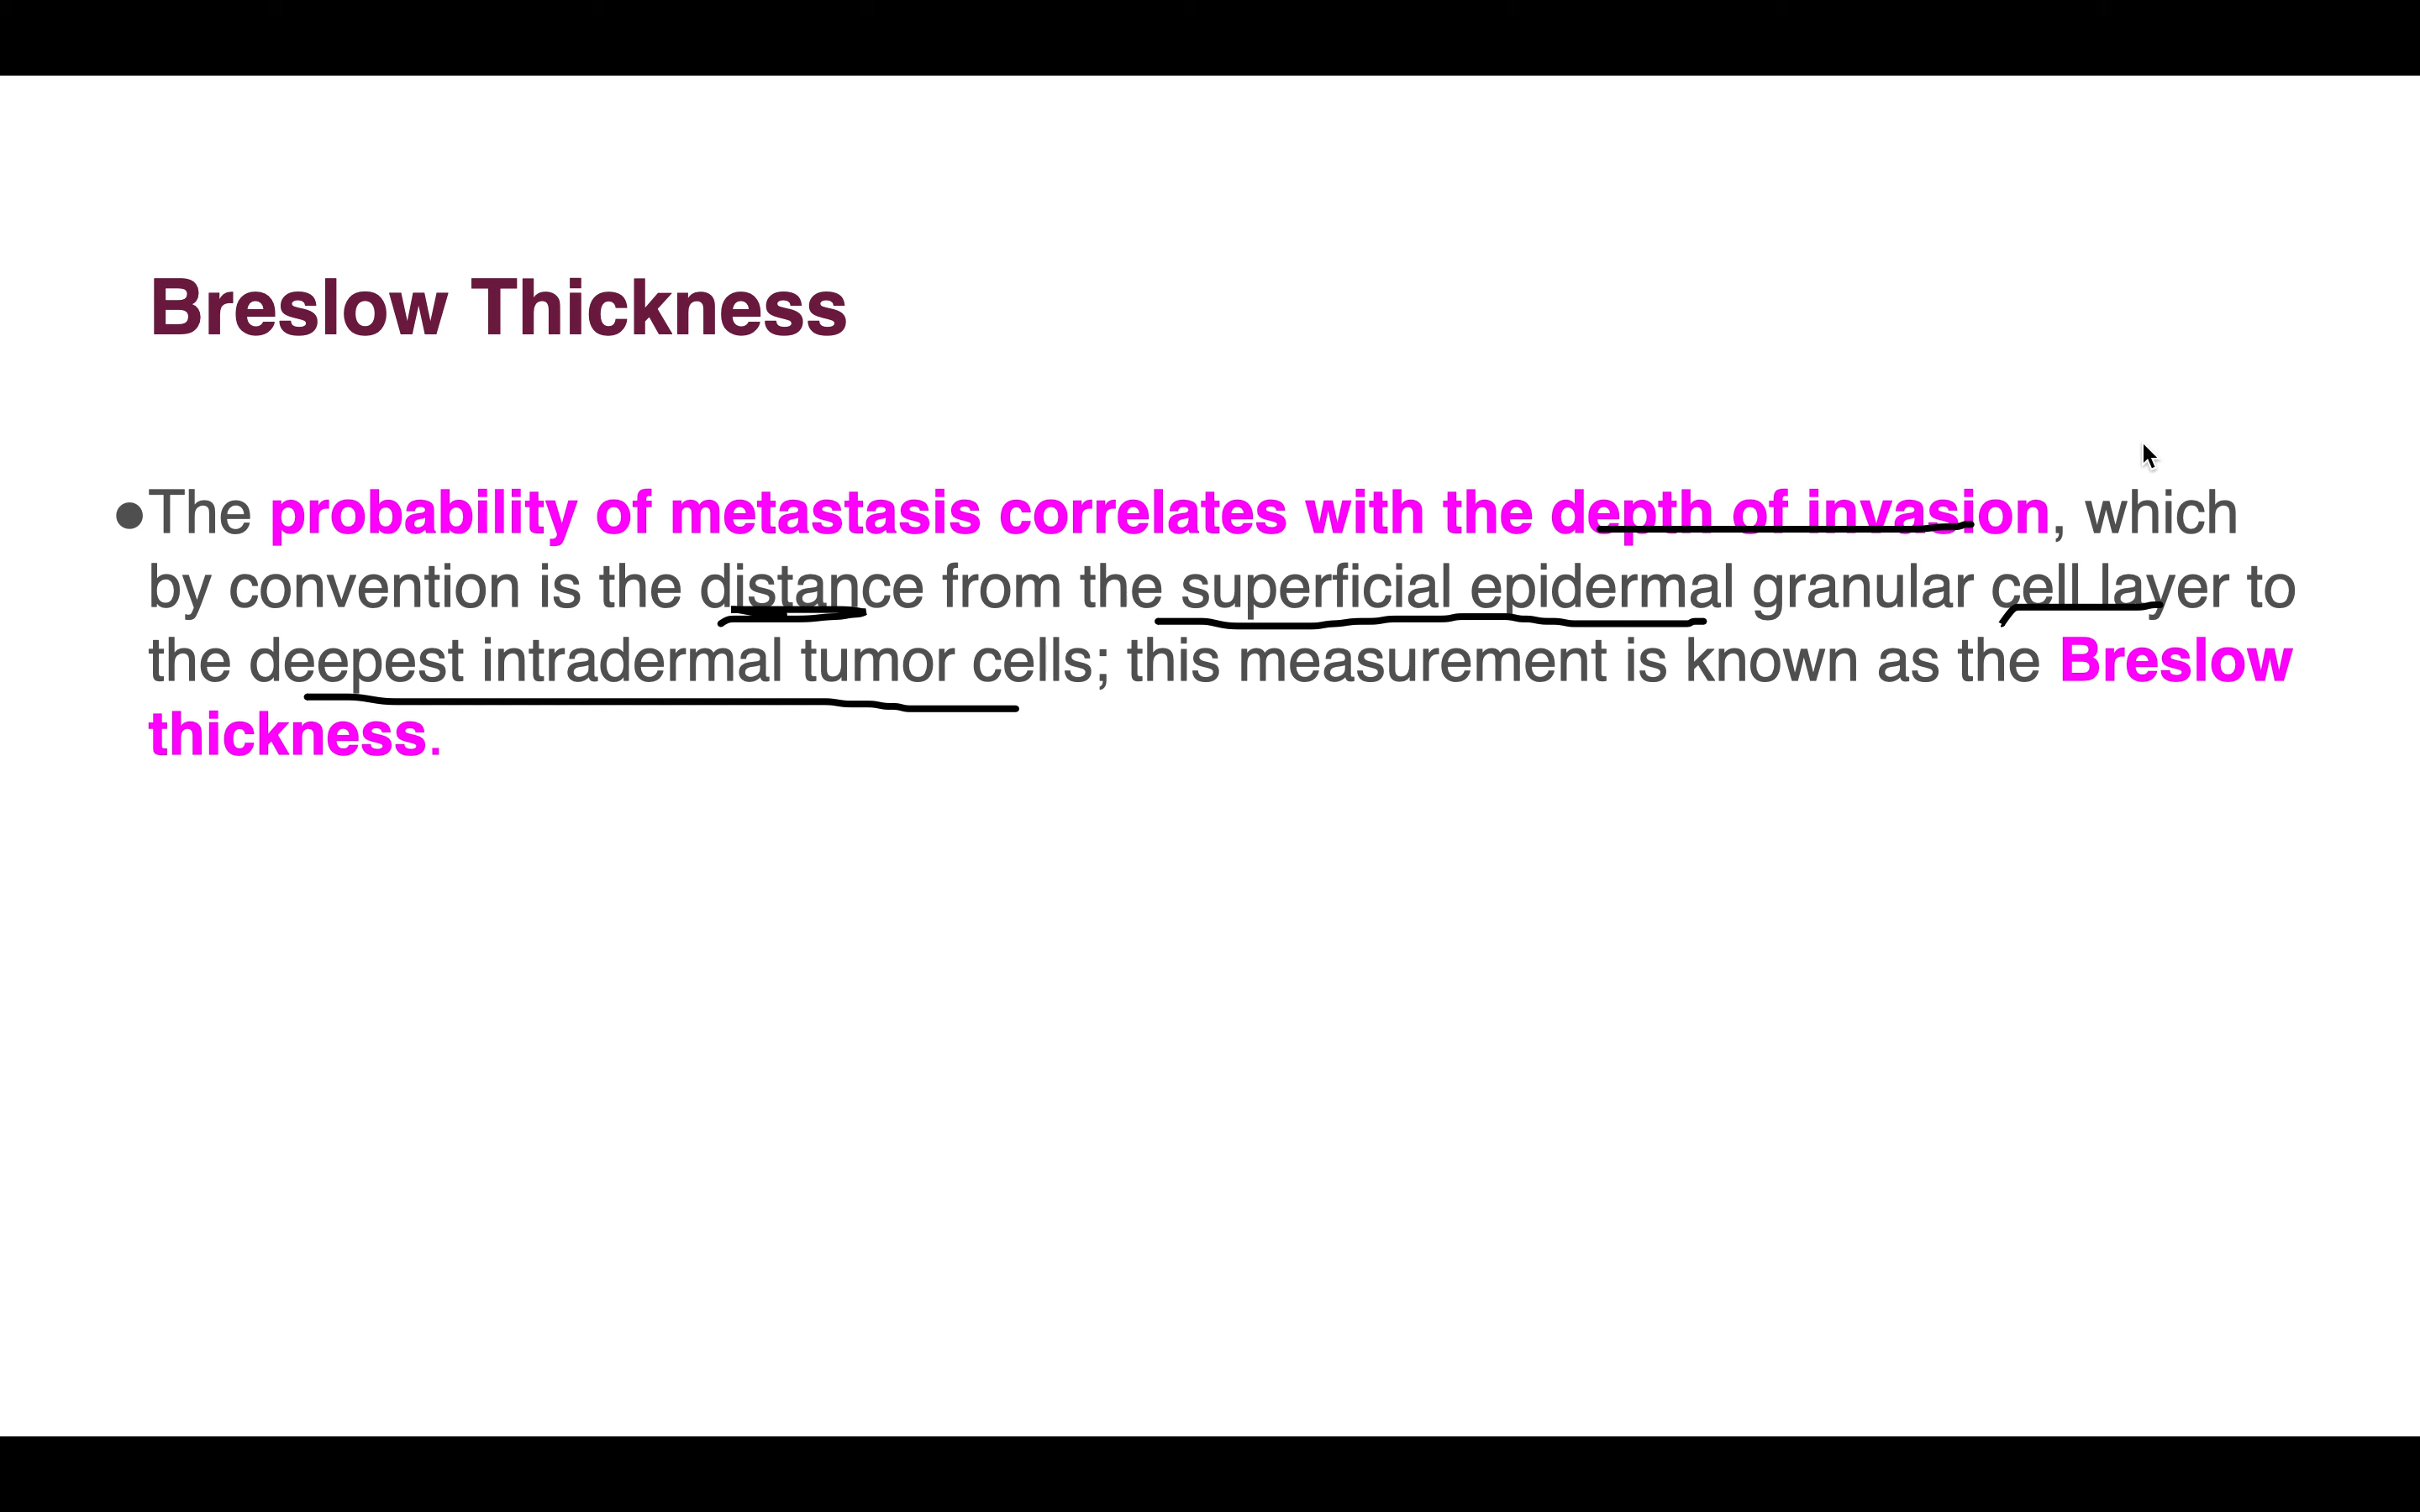 Breslow Thickness
●The probability of metastasis correlates with the depth of invasion, which
by convention is the distance from the superficial epidermal granular cell layer to
the deepest intradermal tumor cells; this measurement is known as the Breslow
thickness.